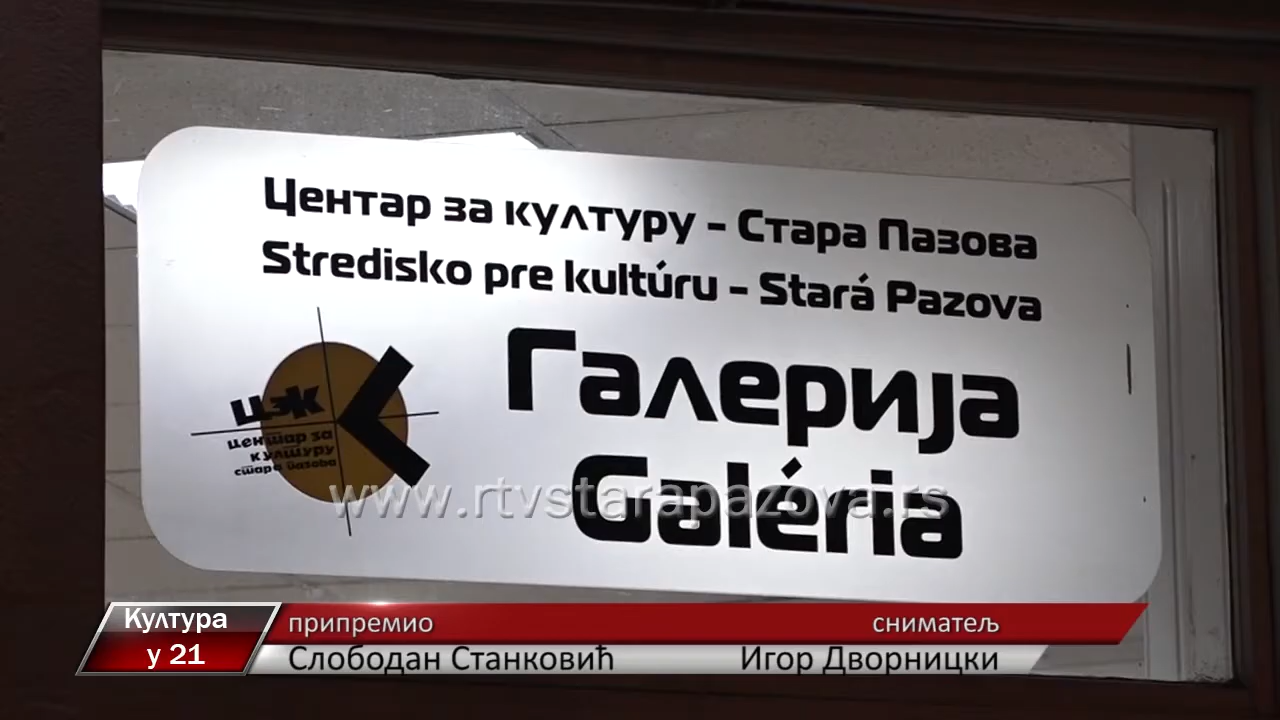 Центар за културу - Стара Пазова
Stredisko pre kultúru - Stará Pazova
Галерија
Galéria
цзк
центар за
културу
стара пазова
www.rtvstarapazova.rs
Култура
у 21
припремио
сниматељ
Слободан Станковић
Игор Дворницки